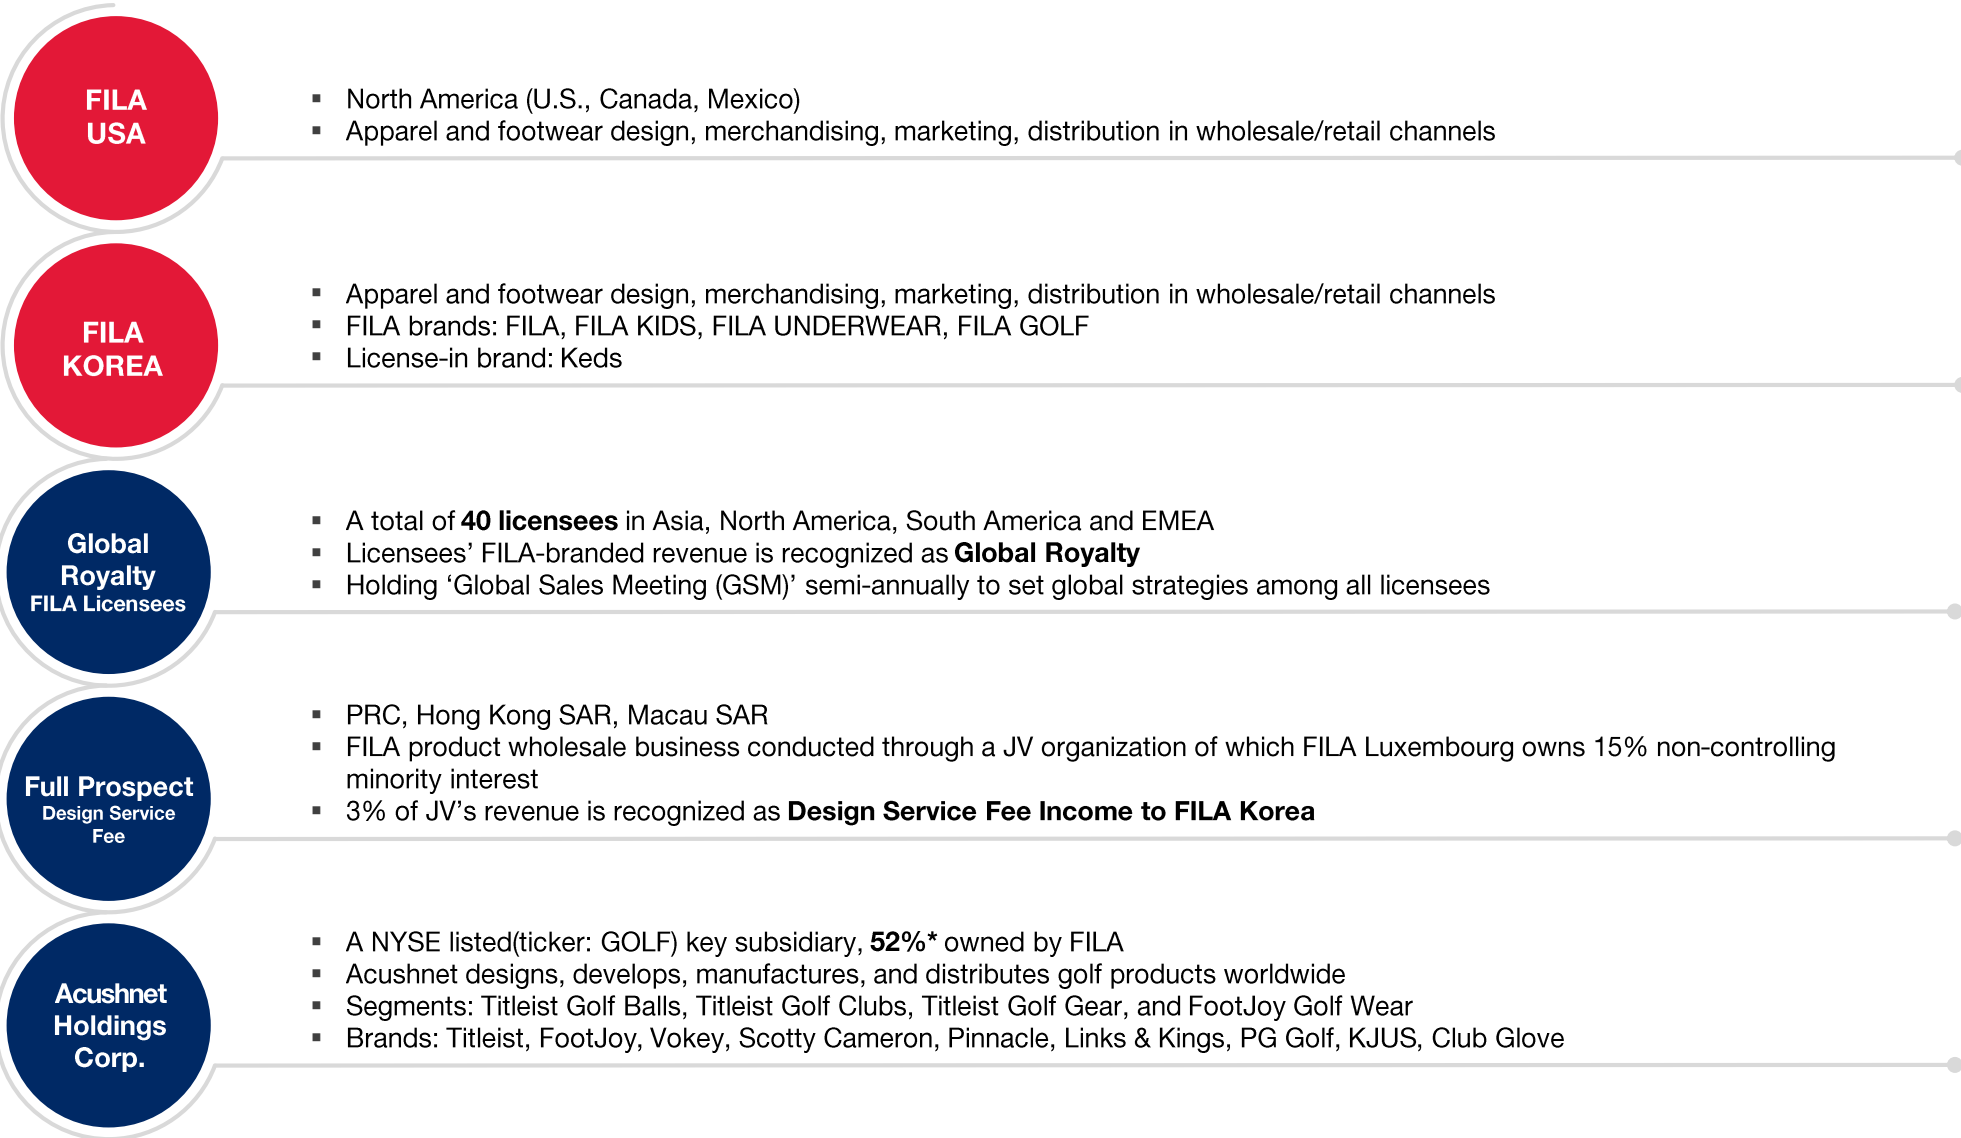 FILA
USA
▪ North America (U.S., Canada, Mexico)
▪ Apparel and footwear design, merchandising, marketing, distribution in wholesale/retail channels
FILA
KOREA
▪ Apparel and footwear design, merchandising, marketing, distribution in wholesale/retail channels
▪ FILA brands: FILA, FILA KIDS, FILA UNDERWEAR, FILA GOLF
▪ License-in brand: Keds
Global
Royalty
FILA Licensees
▪ A total of 40 licensees in Asia, North America, South America and EMEA
▪ Licensees’ FILA-branded revenue is recognized as Global Royalty
▪ Holding ‘Global Sales Meeting (GSM)’ semi-annually to set global strategies among all licensees
Full Prospect
Design Service
Fee
▪ PRC, Hong Kong SAR, Macau SAR
▪ FILA product wholesale business conducted through a JV organization of which FILA Luxembourg owns 15% non-controlling
minority interest
▪ 3% of JV’s revenue is recognized as Design Service Fee Income to FILA Korea
Acushnet
Holdings
Corp.
▪ A NYSE listed(ticker: GOLF) key subsidiary, 52%* owned by FILA
▪ Acushnet designs, develops, manufactures, and distributes golf products worldwide
▪ Segments: Titleist Golf Balls, Titleist Golf Clubs, Titleist Golf Gear, and FootJoy Golf Wear
▪ Brands: Titleist, FootJoy, Vokey, Scotty Cameron, Pinnacle, Links & Kings, PG Golf, KJUS, Club Glove